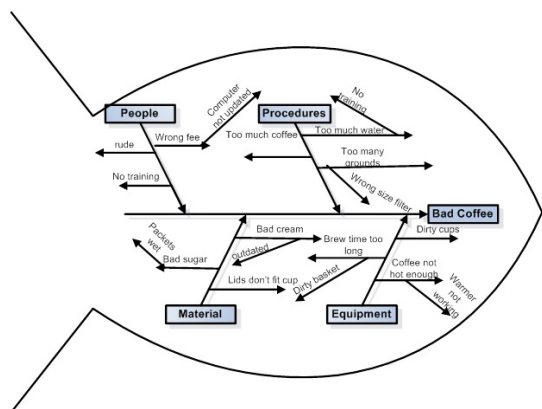 People
Procedures
Computer
not updated
No
training
Wrong fee
rude
No training
Too much coffee
Too much water
Too many
grounds
Wrong size filter
Bad Coffee
Packets
wet
Bad sugar
Bad cream
outdated
Lids don't fit cup
Material
Brew time too
long
Dirty basket
Dirty cups
Coffee not
hot enough
Warmer
not
working
Equipment